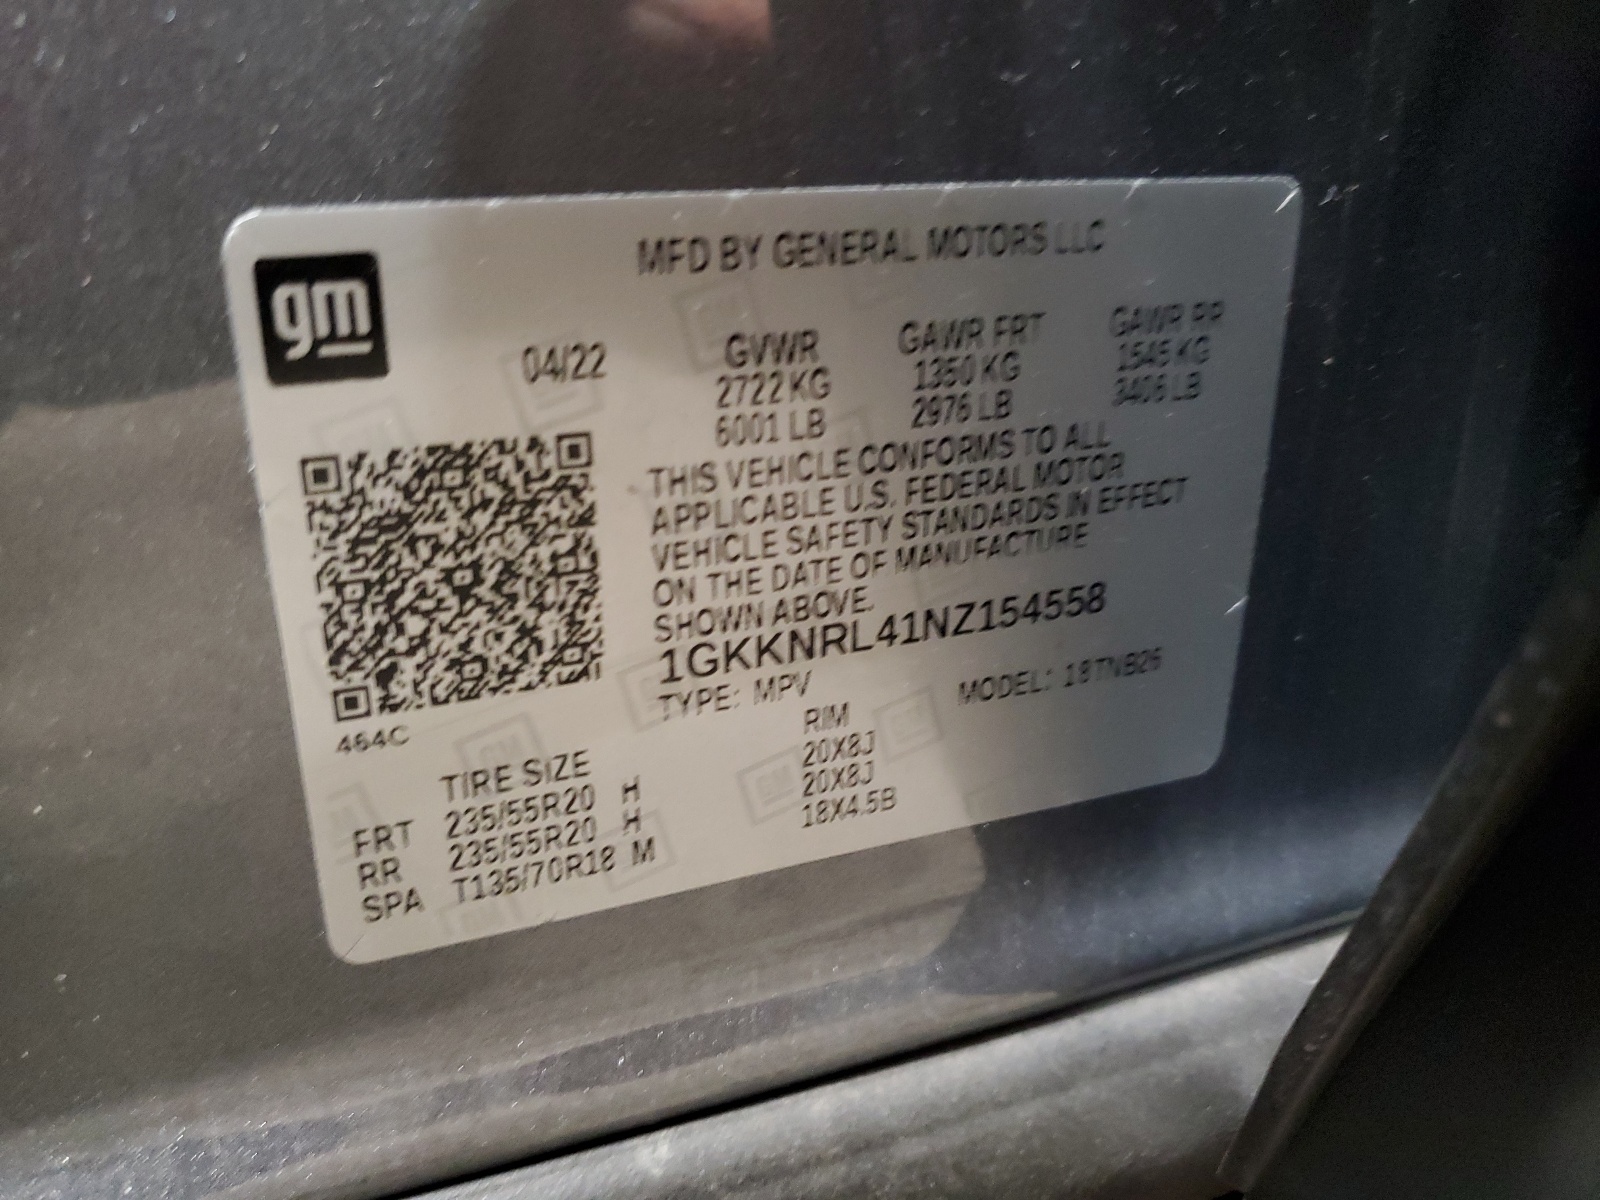 gm
MFD BY GENERAL MOTORS LLC
04/22
GVWR GAWR FRT GAWR RR
2722 KG 1350 KG 1545 KG
6001 LB 2976 LB 3406 LB
THIS VEHICLE CONFORMS TO ALL
APPLICABLE U.S. FEDERAL MOTOR
VEHICLE SAFETY STANDARDS IN EFFECT
ON THE DATE OF MANUFACTURE
SHOWN ABOVE.
1GKKNRL41NZ154558
TYPE: MPV MODEL: 18TNB26
464C
TIRE SIZE RIM
FRT 235/55R20 H 20X8J
RR 235/55R20 H 20X8J
SPA T135/70R18 M 18X4.5B